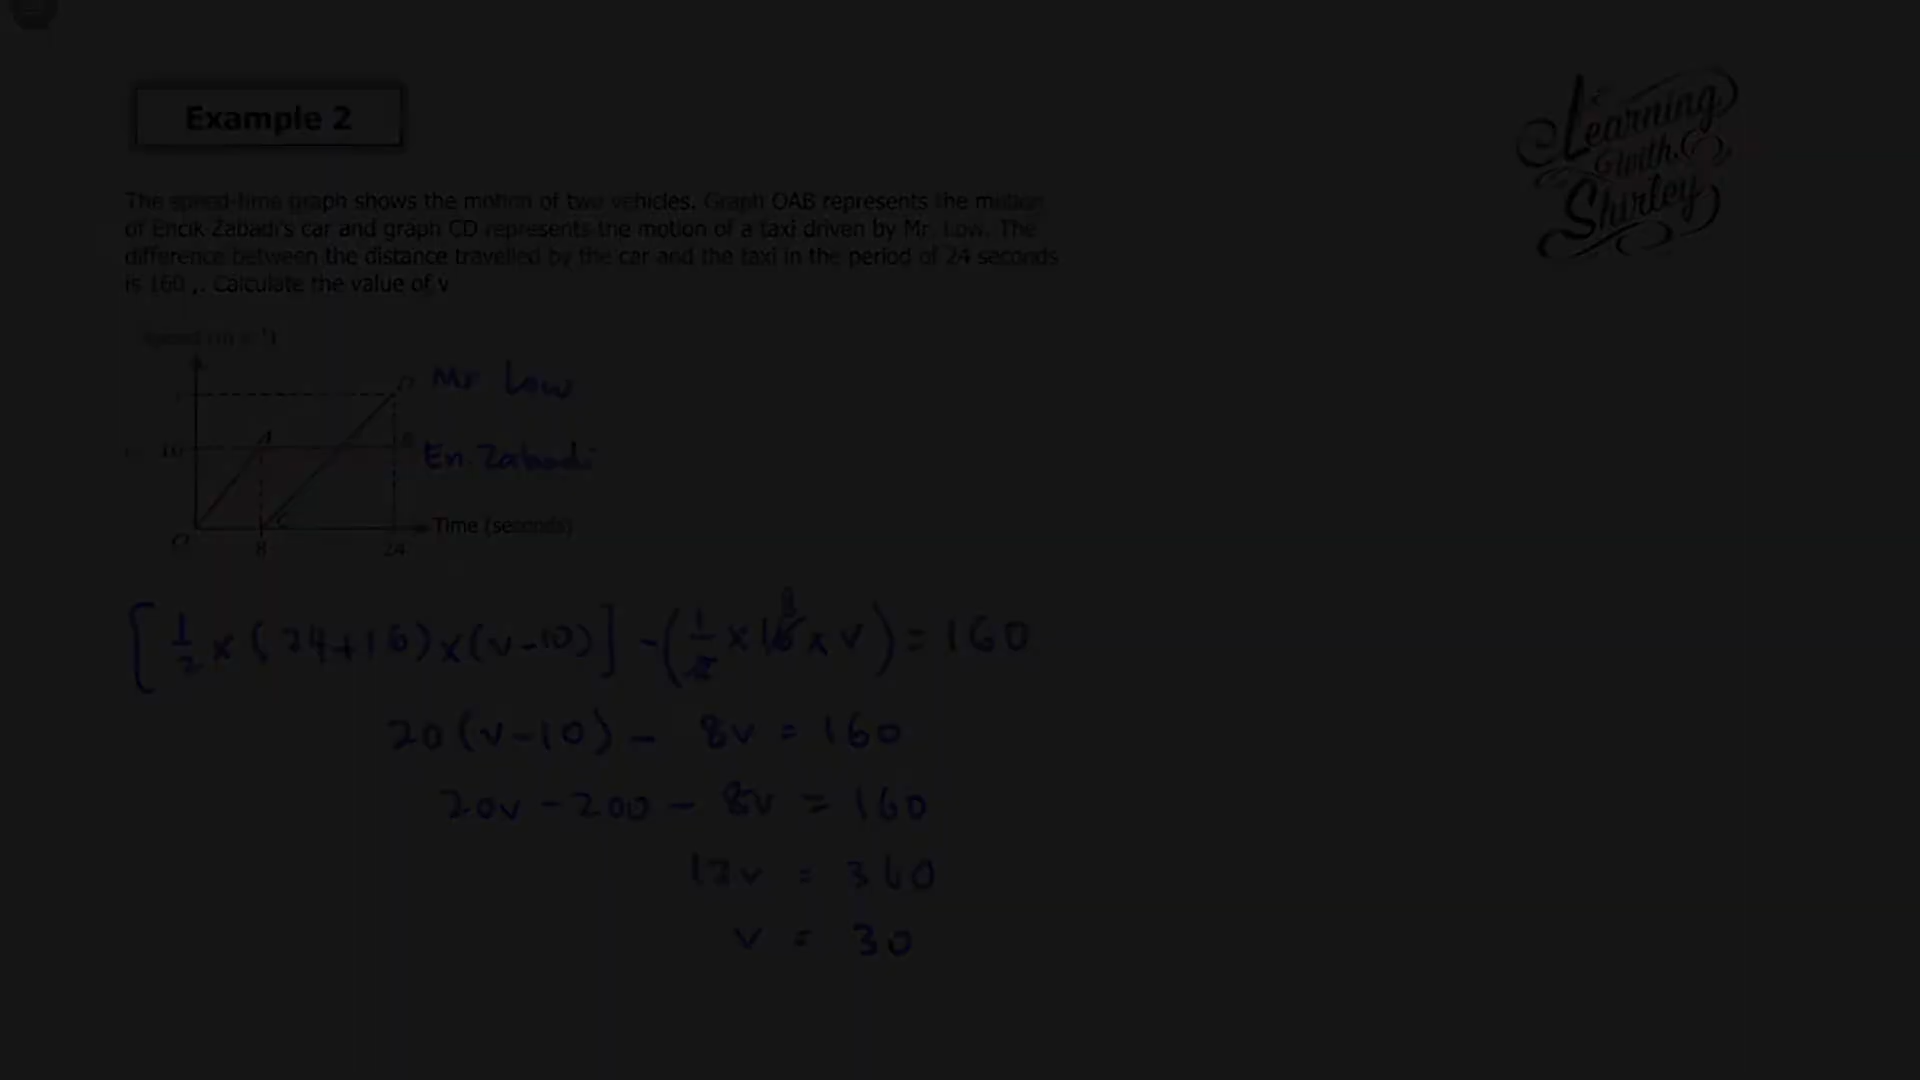 Example 2
Learning
with
Shirley
The speed-time graph shows the motion of two vehicles. Graph OAB represents the motion
of Encik Zabadi's car and graph CD represents the motion of a taxi driven by Mr. Low. The
difference between the distance travelled by the car and the taxi in the period of 24 seconds
is 160 ,. Calculate the value of v
Speed (m s⁻¹)
D Mr Low
A
10
B En. Zabadi
C
Time (seconds)
O 8 24
[1/2 × (24+16) × (v-10)] - (1/2 × 16 8 × v) = 160
20(v-10) - 8v = 160
20v - 200 - 8v = 160
12v = 360
v = 30